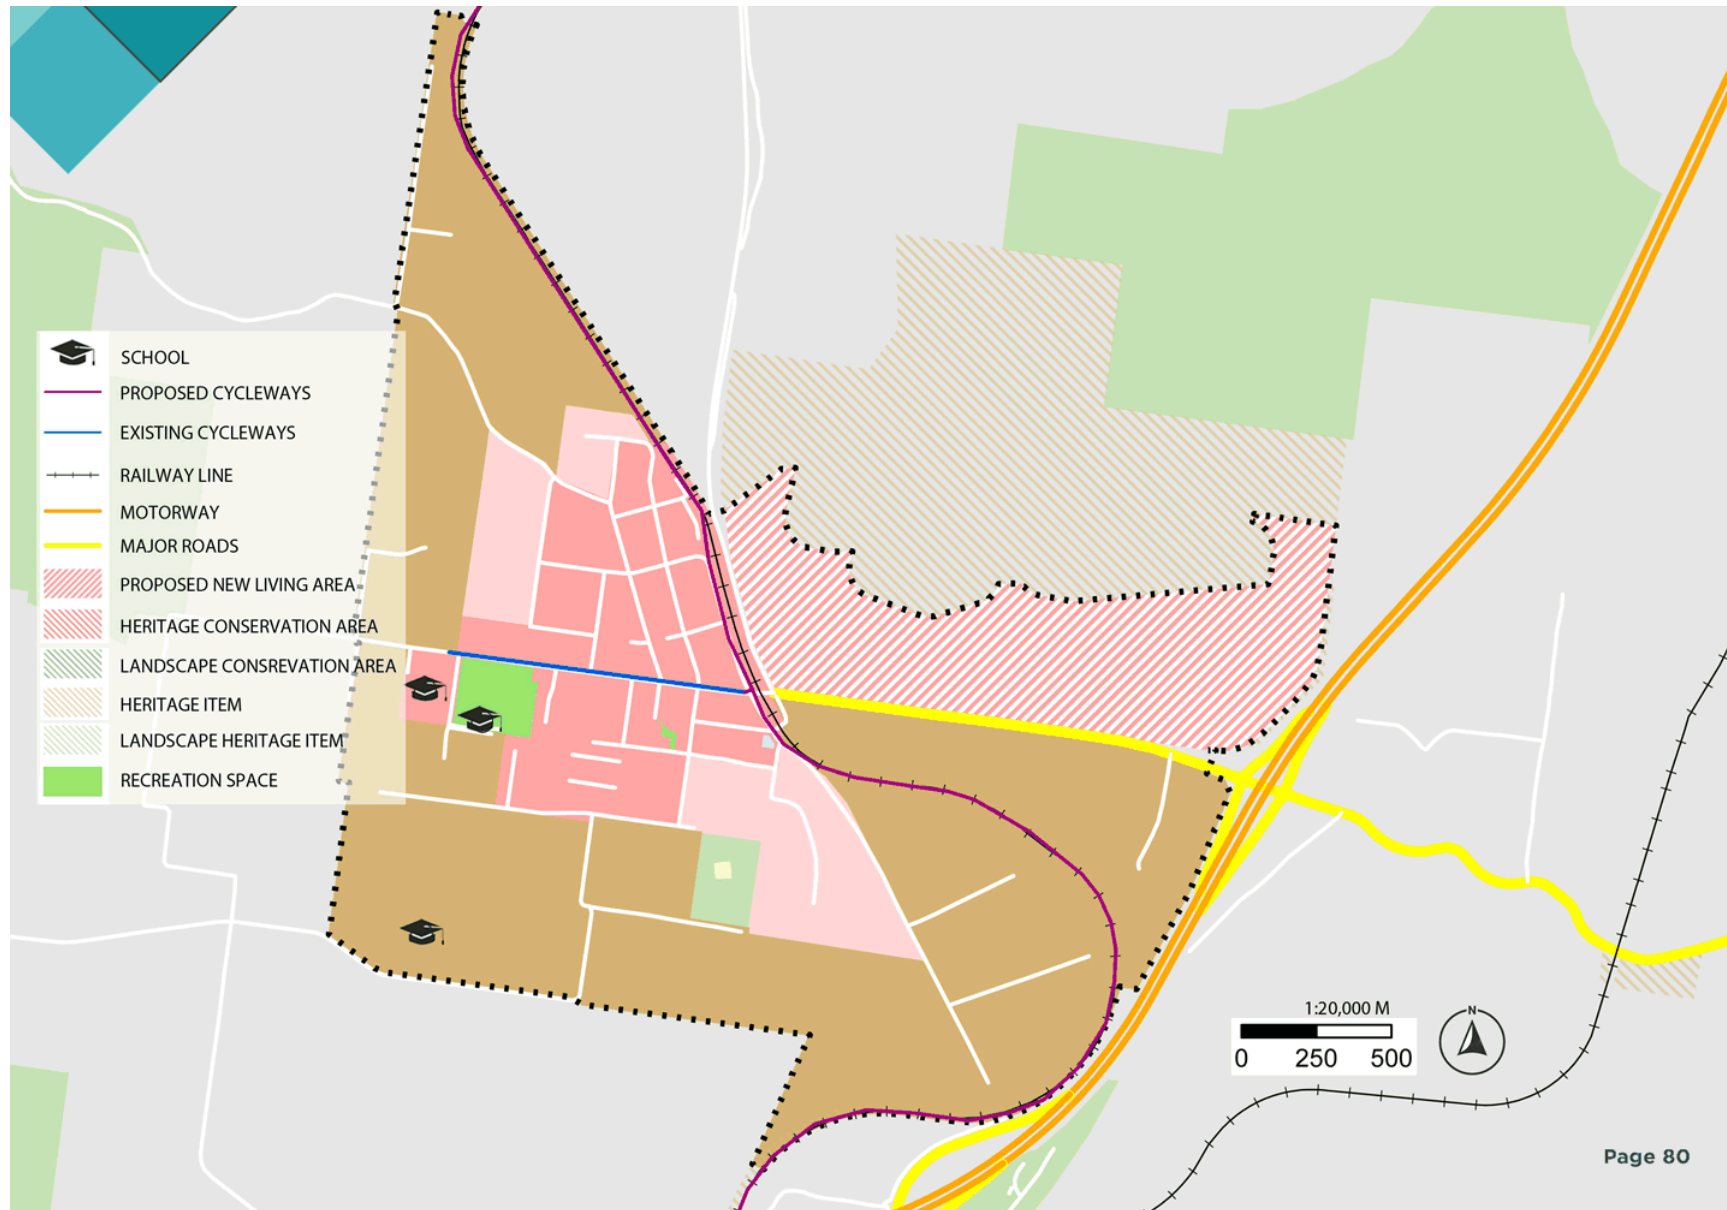 SCHOOL
PROPOSED CYCLEWAYS
EXISTING CYCLEWAYS
RAILWAY LINE
MOTORWAY
MAJOR ROADS
PROPOSED NEW LIVING AREA
HERITAGE CONSERVATION AREA
LANDSCAPE CONSREVATION AREA
HERITAGE ITEM
LANDSCAPE HERITAGE ITEM
RECREATION SPACE
1:20,000 M
0 250 500
N
Page 80